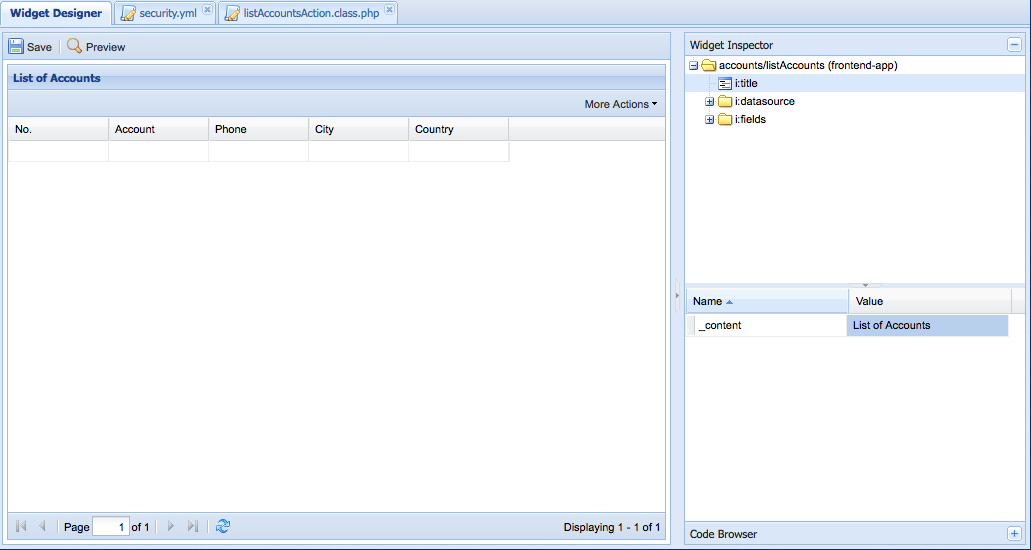 Widget Designer
security.yml
listAccountsAction.class.php
Save
Preview
List of Accounts
More Actions
No. Account Phone City Country
Page 1 of 1
Displaying 1 - 1 of 1
Widget Inspector
accounts/listAccounts (frontend-app)
i:title
i:datasource
i:fields
Name Value
_content List of Accounts
Code Browser